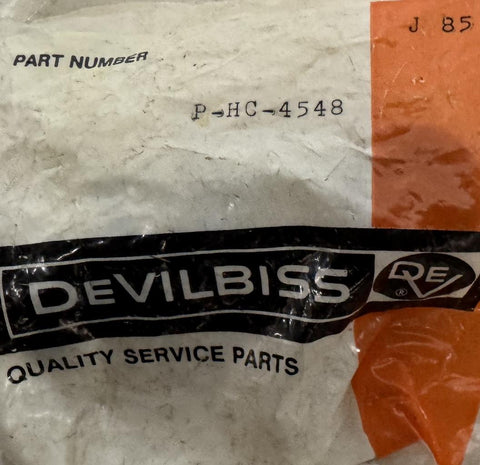 J 85
PART NUMBER
P-HC-4548
DEVILBISS
DEV
®
QUALITY SERVICE PARTS